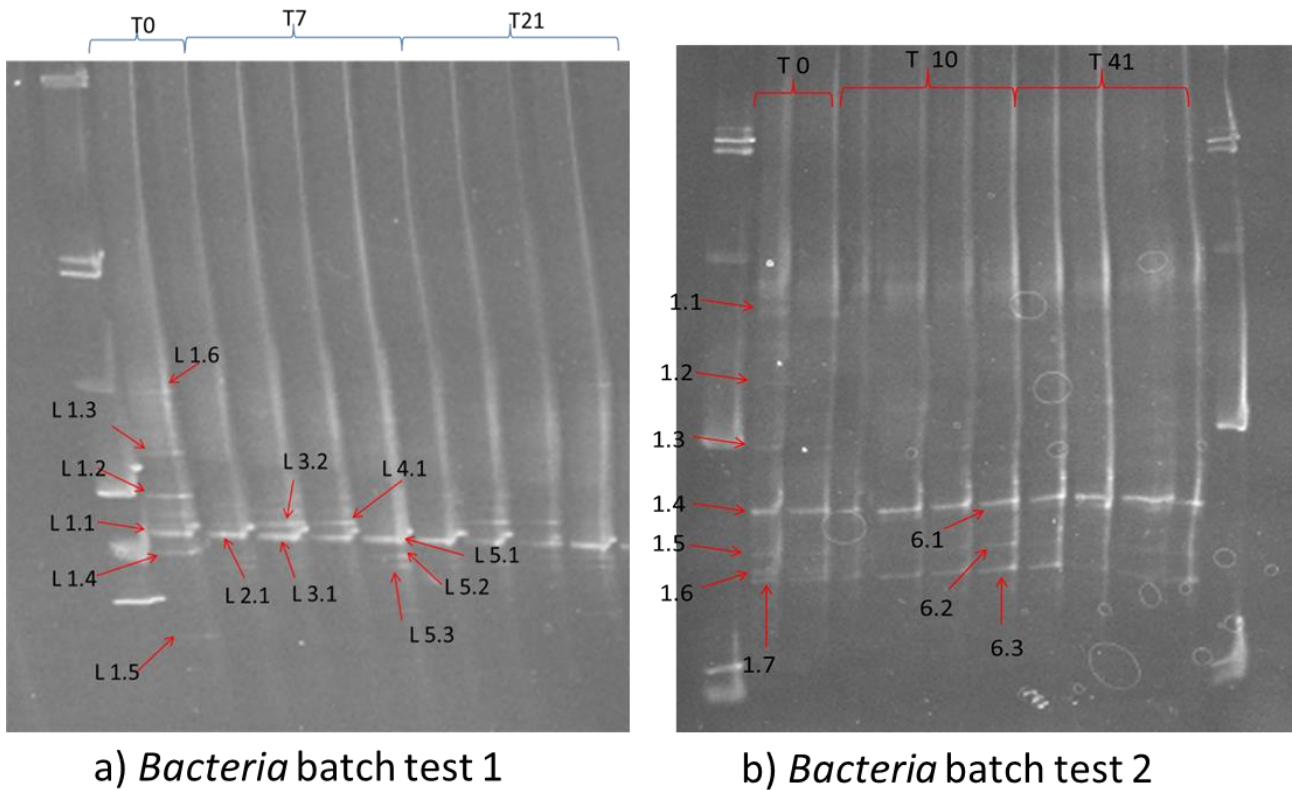 T0
T7
T21
L 1.6
L 1.3
L 1.2
L 3.2
L 4.1
L 1.1
L 5.1
L 1.4
L 2.1
L 3.1
L 5.2
L 5.3
L 1.5
a) Bacteria batch test 1
T 0
T 10
T 41
1.1
1.2
1.3
1.4
6.1
1.5
1.6
6.2
6.3
1.7
b) Bacteria batch test 2